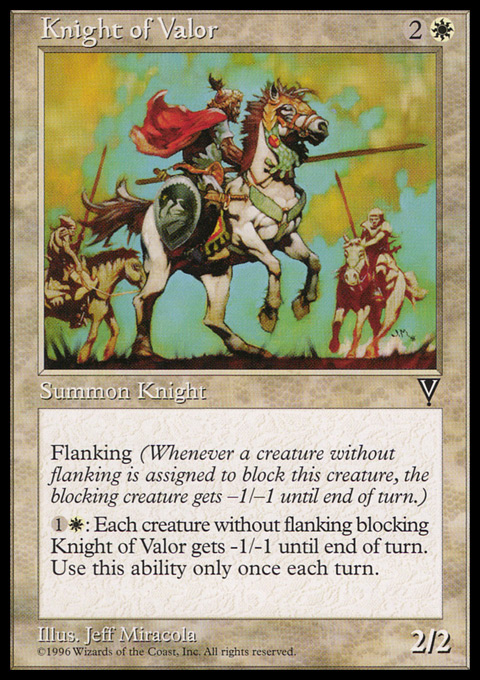 Knight of Valor 2
Summon Knight
Flanking (Whenever a creature without
flanking is assigned to block this creature, the
blocking creature gets –1/–1 until end of turn.)
1: Each creature without flanking blocking
Knight of Valor gets -1/-1 until end of turn.
Use this ability only once each turn.
Illus. Jeff Miracola
2/2
©1996 Wizards of the Coast, Inc. All rights reserved.